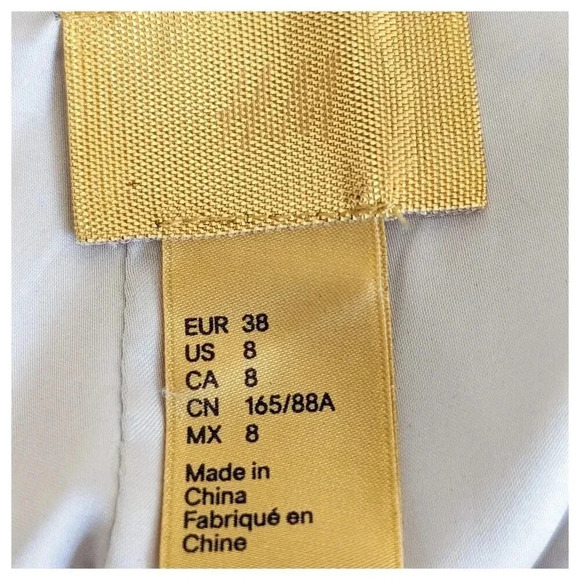 EUR 38
US 8
CA 8
CN 165/88A
MX 8
Made in
China
Fabriqué en
Chine